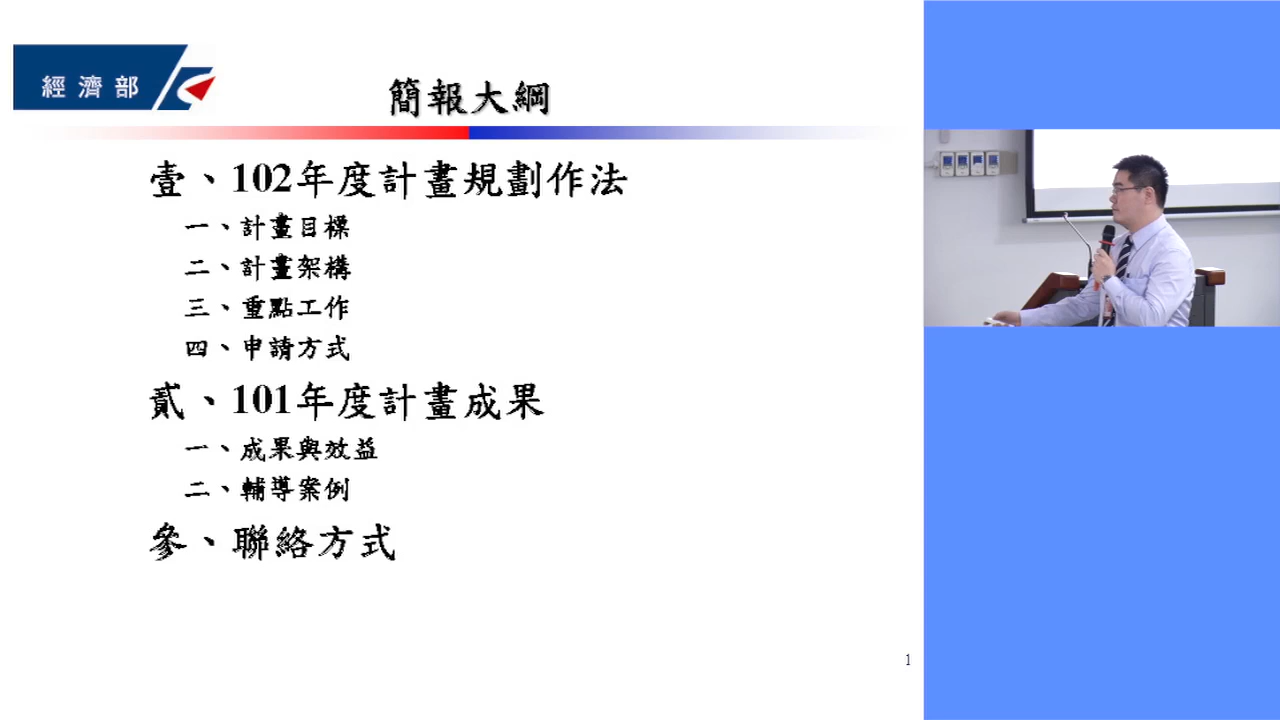 經濟部
簡報大綱
壹、102年度計畫規劃作法
一、計畫目標
二、計畫架構
三、重點工作
四、申請方式
貳、101年度計畫成果
一、成果與效益
二、輔導案例
參、聯絡方式
1